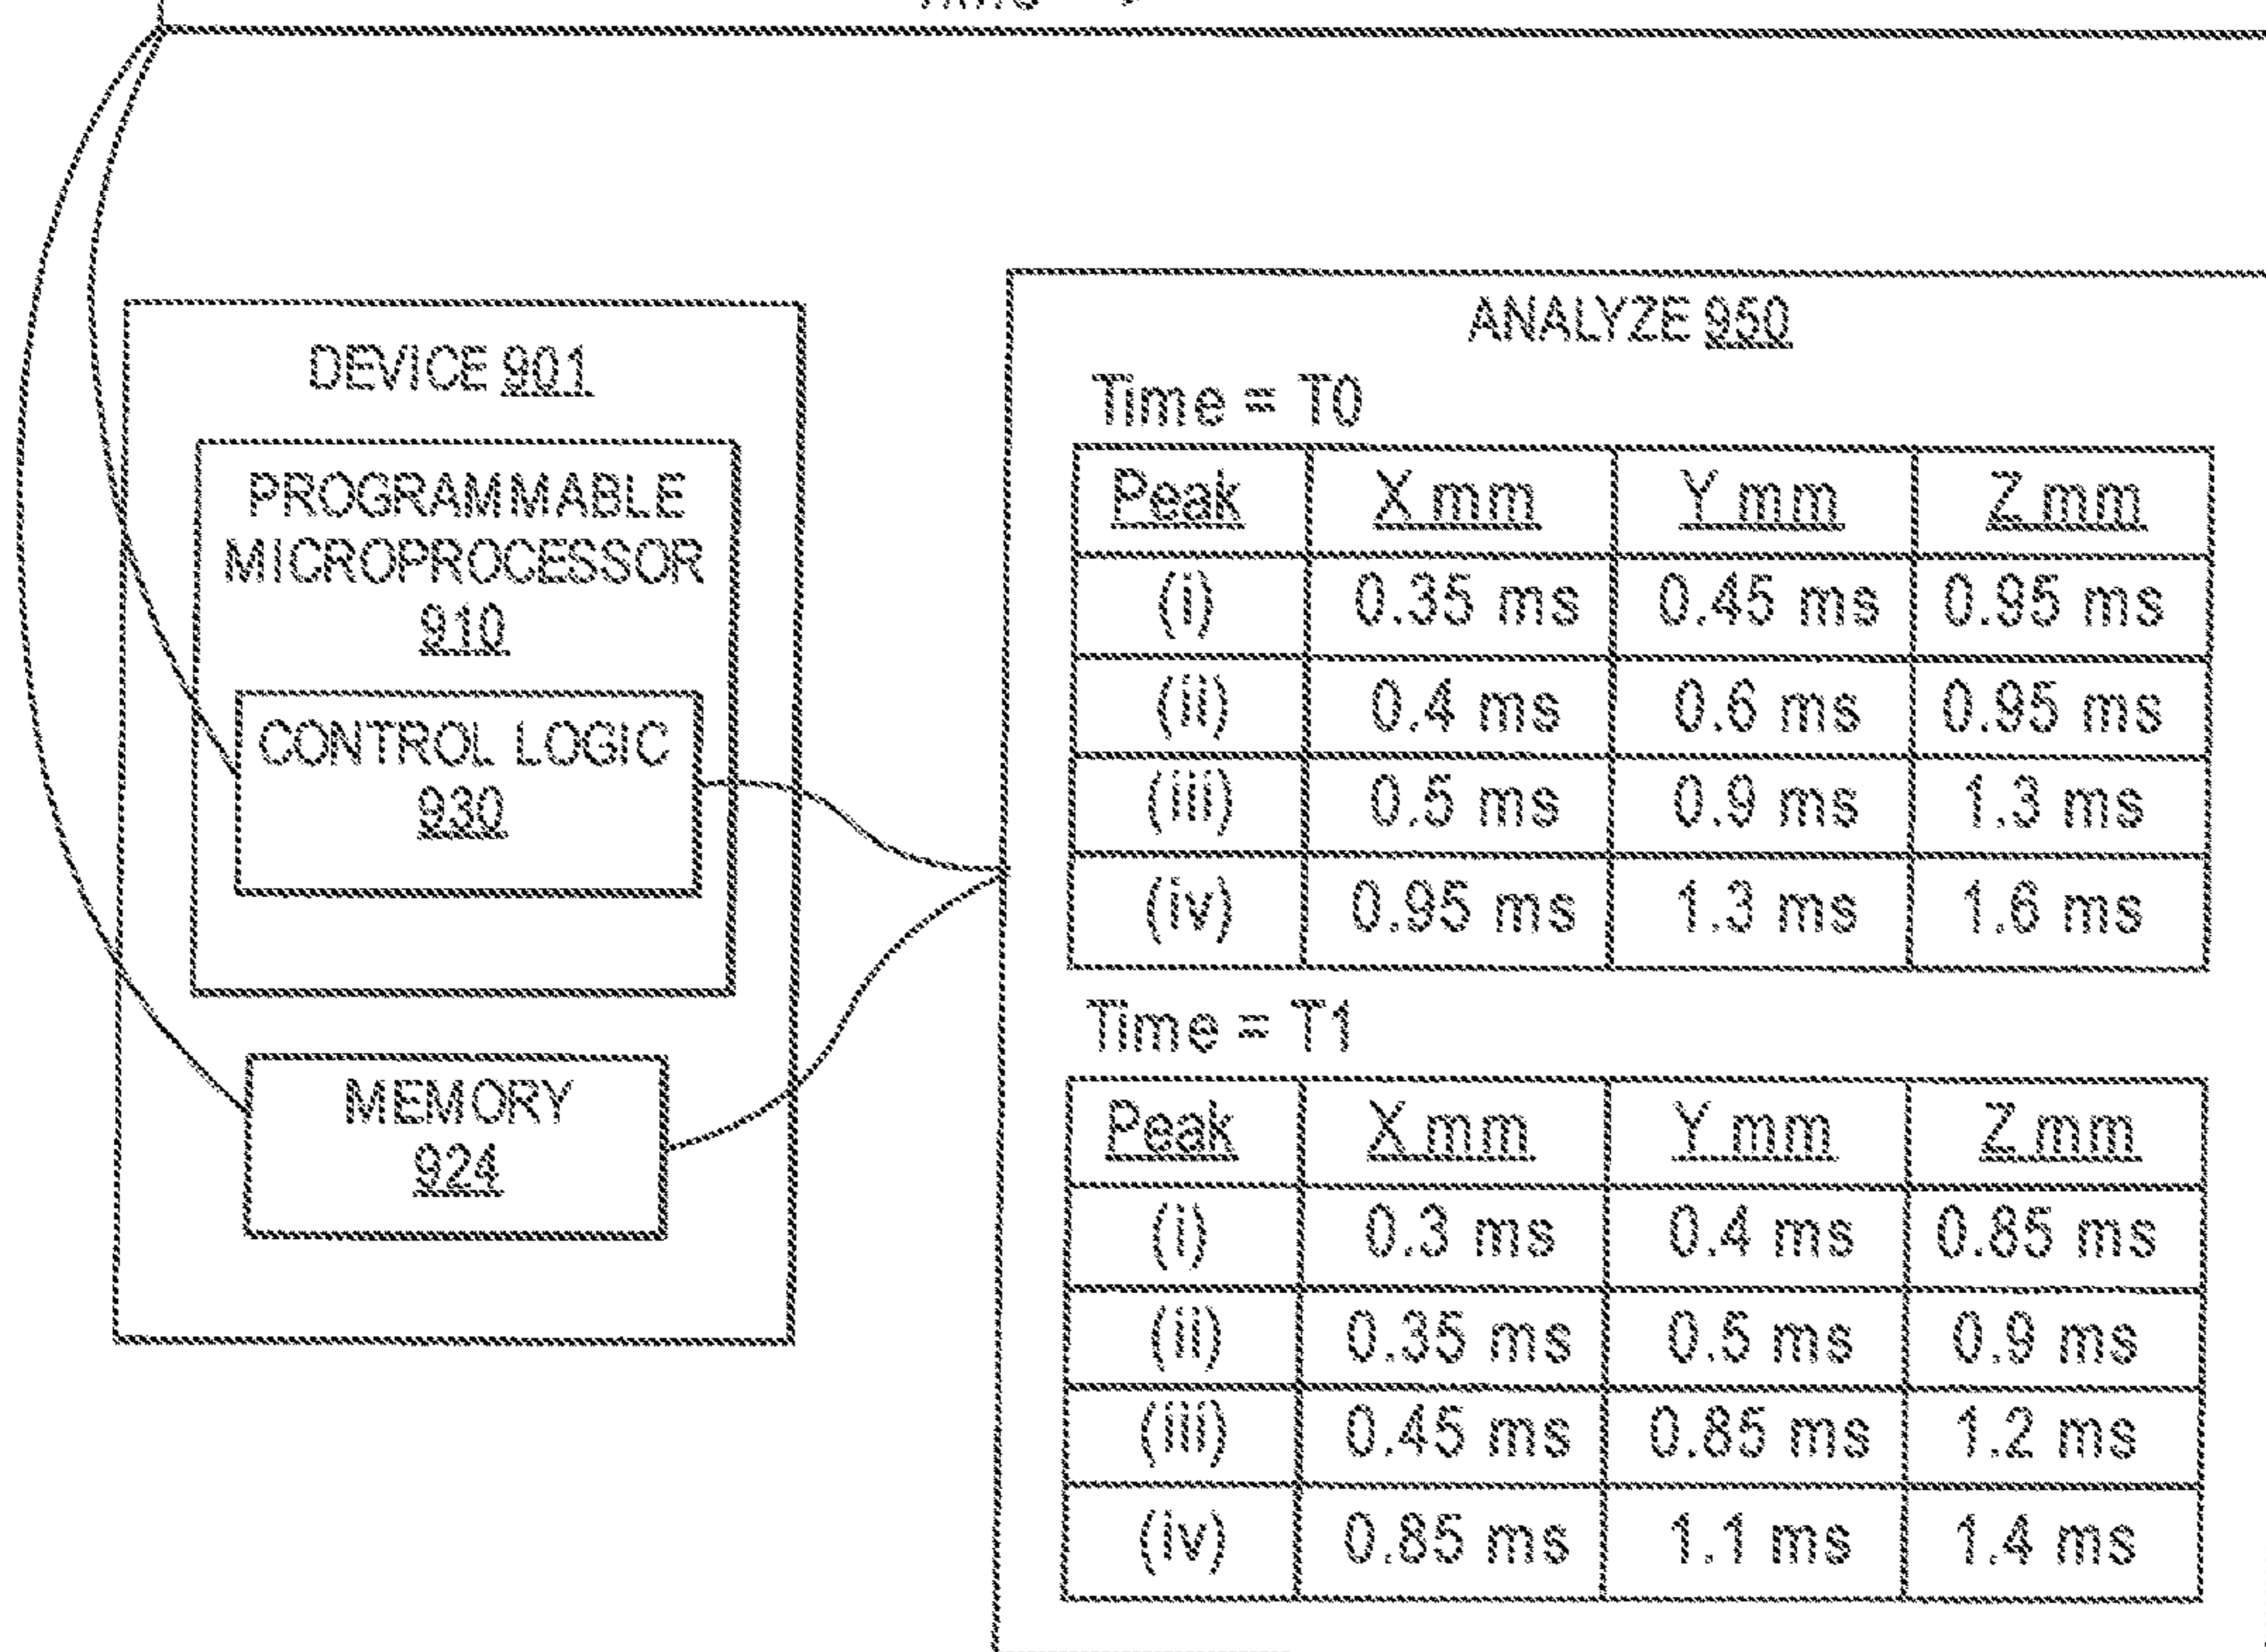 DEVICE 901
PROGRAMMABLE
MICROPROCESSOR
910
CONTROL LOGIC
930
MEMORY
924
ANALYZE 950
Time = T0
Peak X mm Y mm Z mm
(i) 0.35 ms 0.45 ms 0.95 ms
(ii) 0.4 ms 0.6 ms 0.95 ms
(iii) 0.5 ms 0.9 ms 1.3 ms
(iv) 0.95 ms 1.3 ms 1.6 ms
Time = T1
Peak X mm Y mm Z mm
(i) 0.3 ms 0.4 ms 0.85 ms
(ii) 0.35 ms 0.5 ms 0.9 ms
(iii) 0.45 ms 0.85 ms 1.2 ms
(iv) 0.85 ms 1.1 ms 1.4 ms